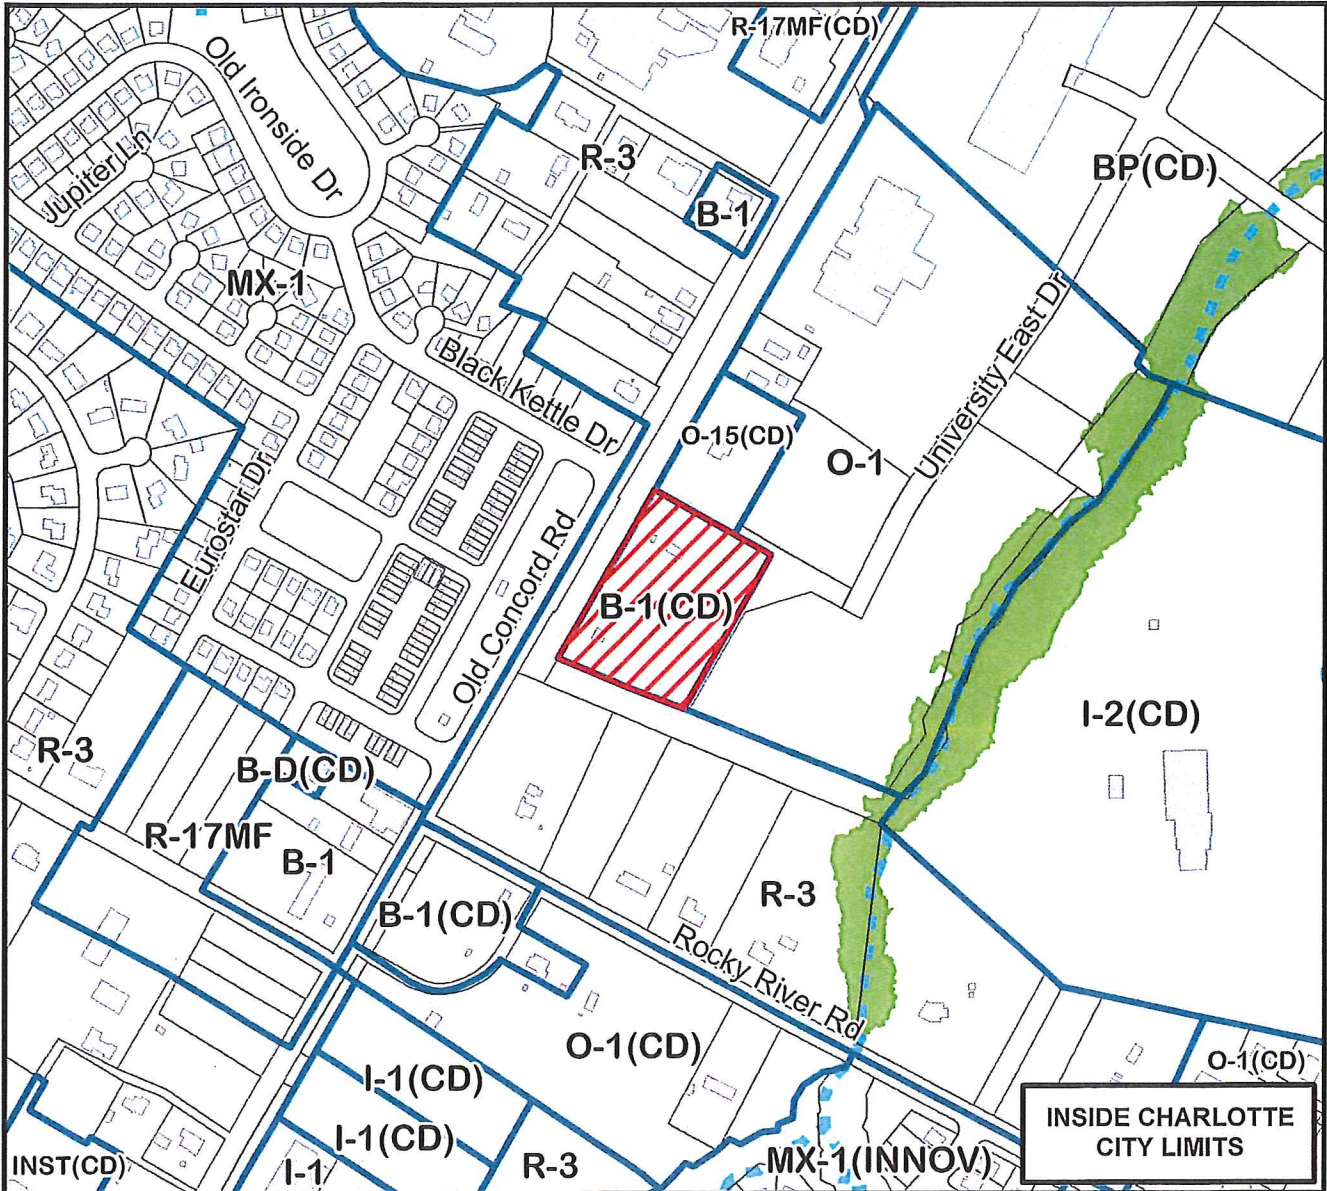 R-17MF(CD)
Old Ironside Dr
R-3
Jupiter Ln
BP(CD)
B-1
MX-1
University East Dr
Black Kettle Dr
O-15(CD)
O-1
Eurostar Dr
Old Concord Rd
B-1(CD)
I-2(CD)
R-3
B-D(CD)
R-17MF
B-1
R-3
B-1(CD)
Rocky River Rd
O-1(CD)
O-1(CD)
I-1(CD)
I-1(CD)
INST(CD)
I-1
R-3
MX-1(INNOV)
INSIDE CHARLOTTE
CITY LIMITS